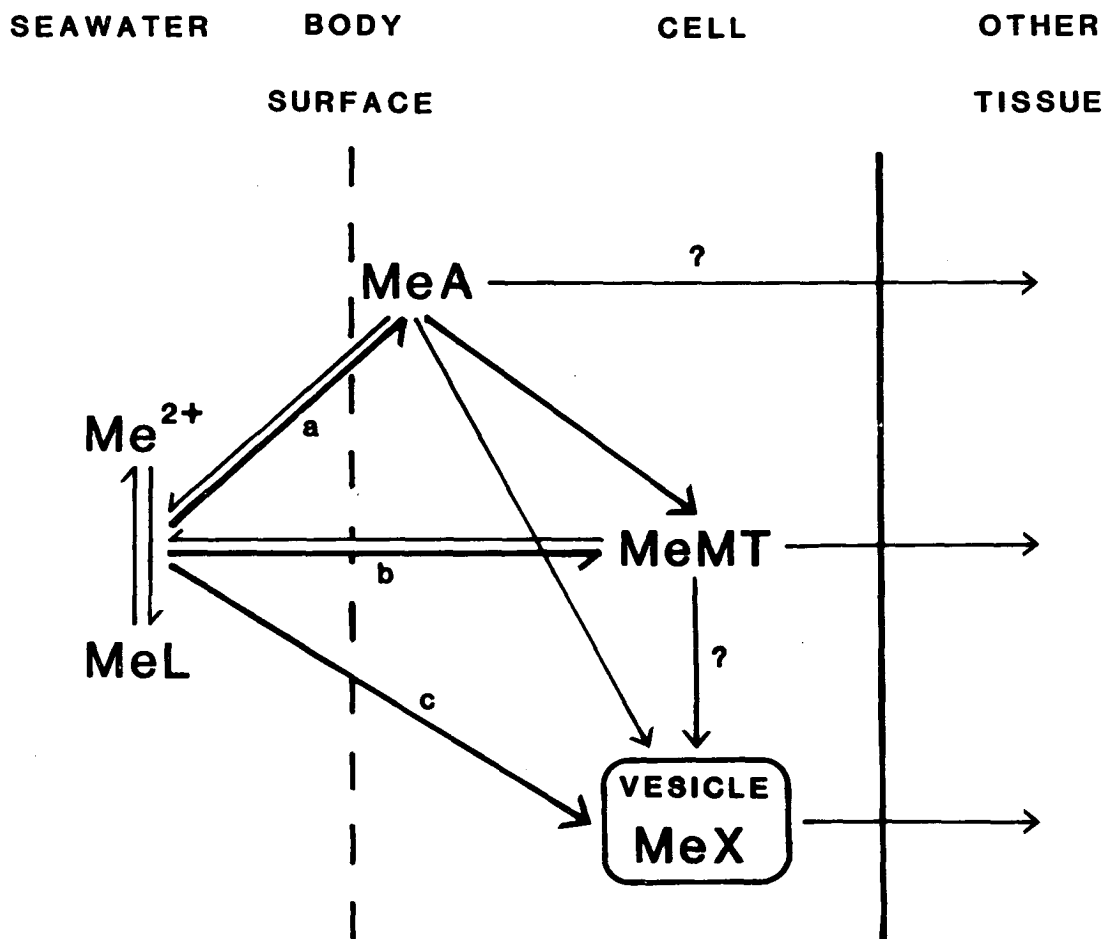 SEAWATER BODY CELL OTHER
SURFACE TISSUE
?
MeA
a
Me²⁺
MeMT
b
MeL
?
c
VESICLE
MeX